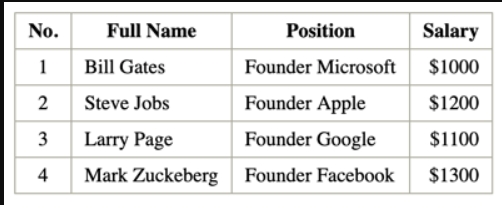 No. Full Name Position Salary
1 Bill Gates Founder Microsoft $1000
2 Steve Jobs Founder Apple $1200
3 Larry Page Founder Google $1100
4 Mark Zuckeberg Founder Facebook $1300